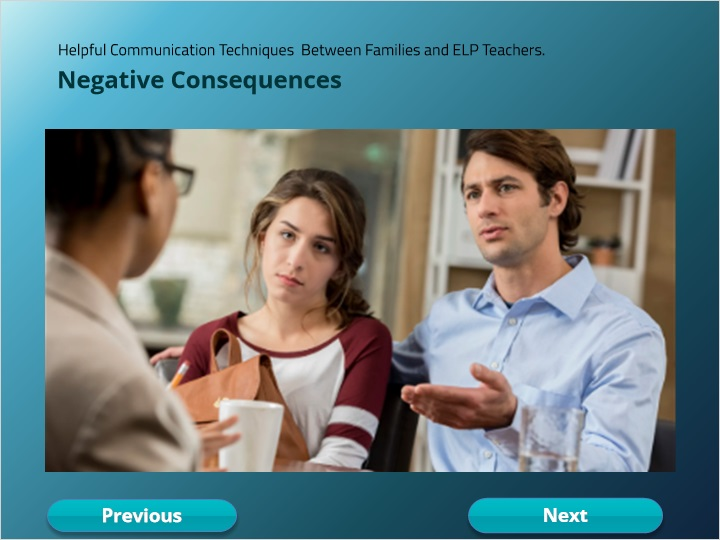 Helpful Communication Techniques  Between Families and ELP Teachers.
Negative Consequences
Previous
Next